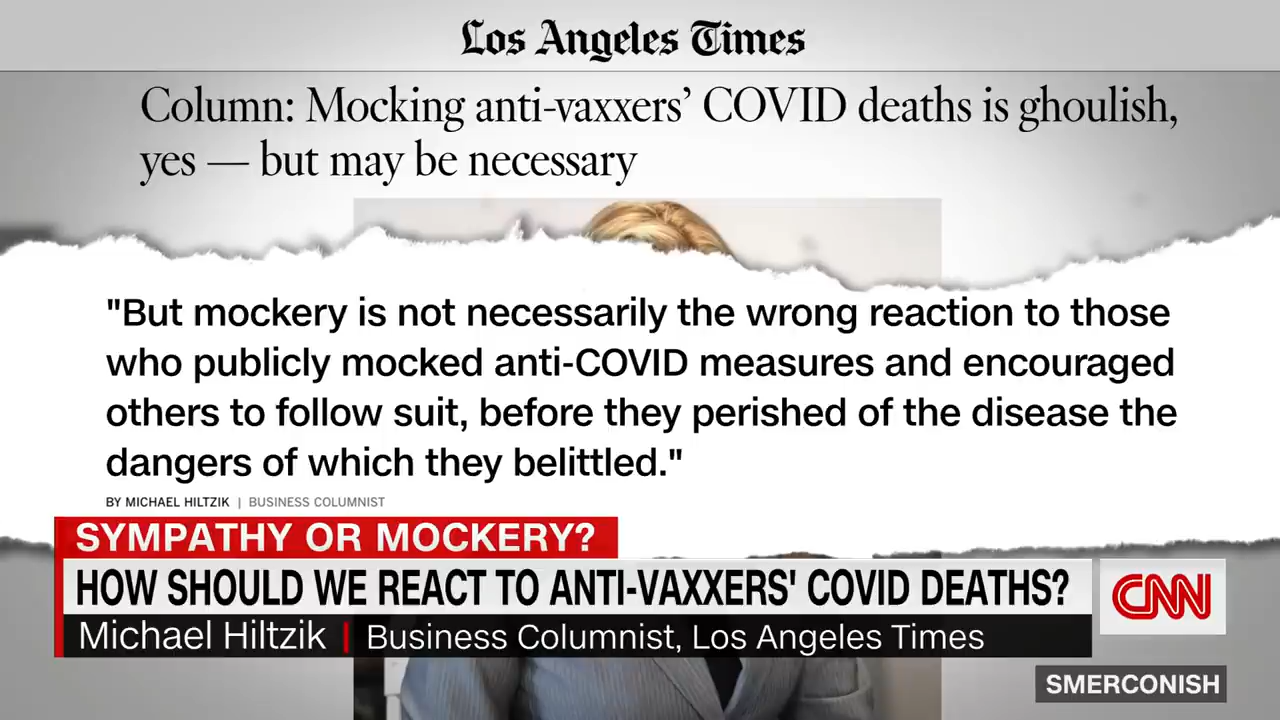 Los Angeles Times
Column: Mocking anti-vaxxers’ COVID deaths is ghoulish,
yes — but may be necessary
"But mockery is not necessarily the wrong reaction to those
who publicly mocked anti-COVID measures and encouraged
others to follow suit, before they perished of the disease the
dangers of which they belittled."
BY MICHAEL HILTZIK | BUSINESS COLUMNIST
SYMPATHY OR MOCKERY?
HOW SHOULD WE REACT TO ANTI-VAXXERS' COVID DEATHS?
Michael Hiltzik | Business Columnist, Los Angeles Times
CNN
SMERCONISH